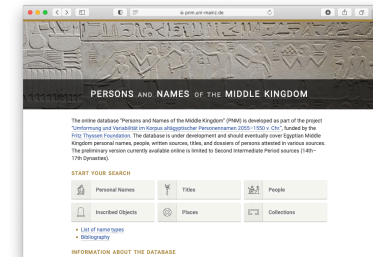 pnm.uni-mainz.de
PERSONS AND NAMES OF THE MIDDLE KINGDOM
The online database "Persons and Names of the Middle Kingdom" (PNM) is developed as part of the project
"Umformung und Variabilität im Korpus altägyptischer Personennamen 2055–1550 v. Chr.", funded by the
Fritz Thyssen Foundation. The database is under development and should eventually cover Egyptian Middle
Kingdom personal names, people, written sources, titles, and dossiers of persons attested in various sources.
The preliminary version currently available online is limited to Second Intermediate Period sources (14th–
17th Dynasties).
START YOUR SEARCH
Personal Names Titles People
Inscribed Objects Places Collections
• List of name types
• Bibliography
INFORMATION ABOUT THE DATABASE